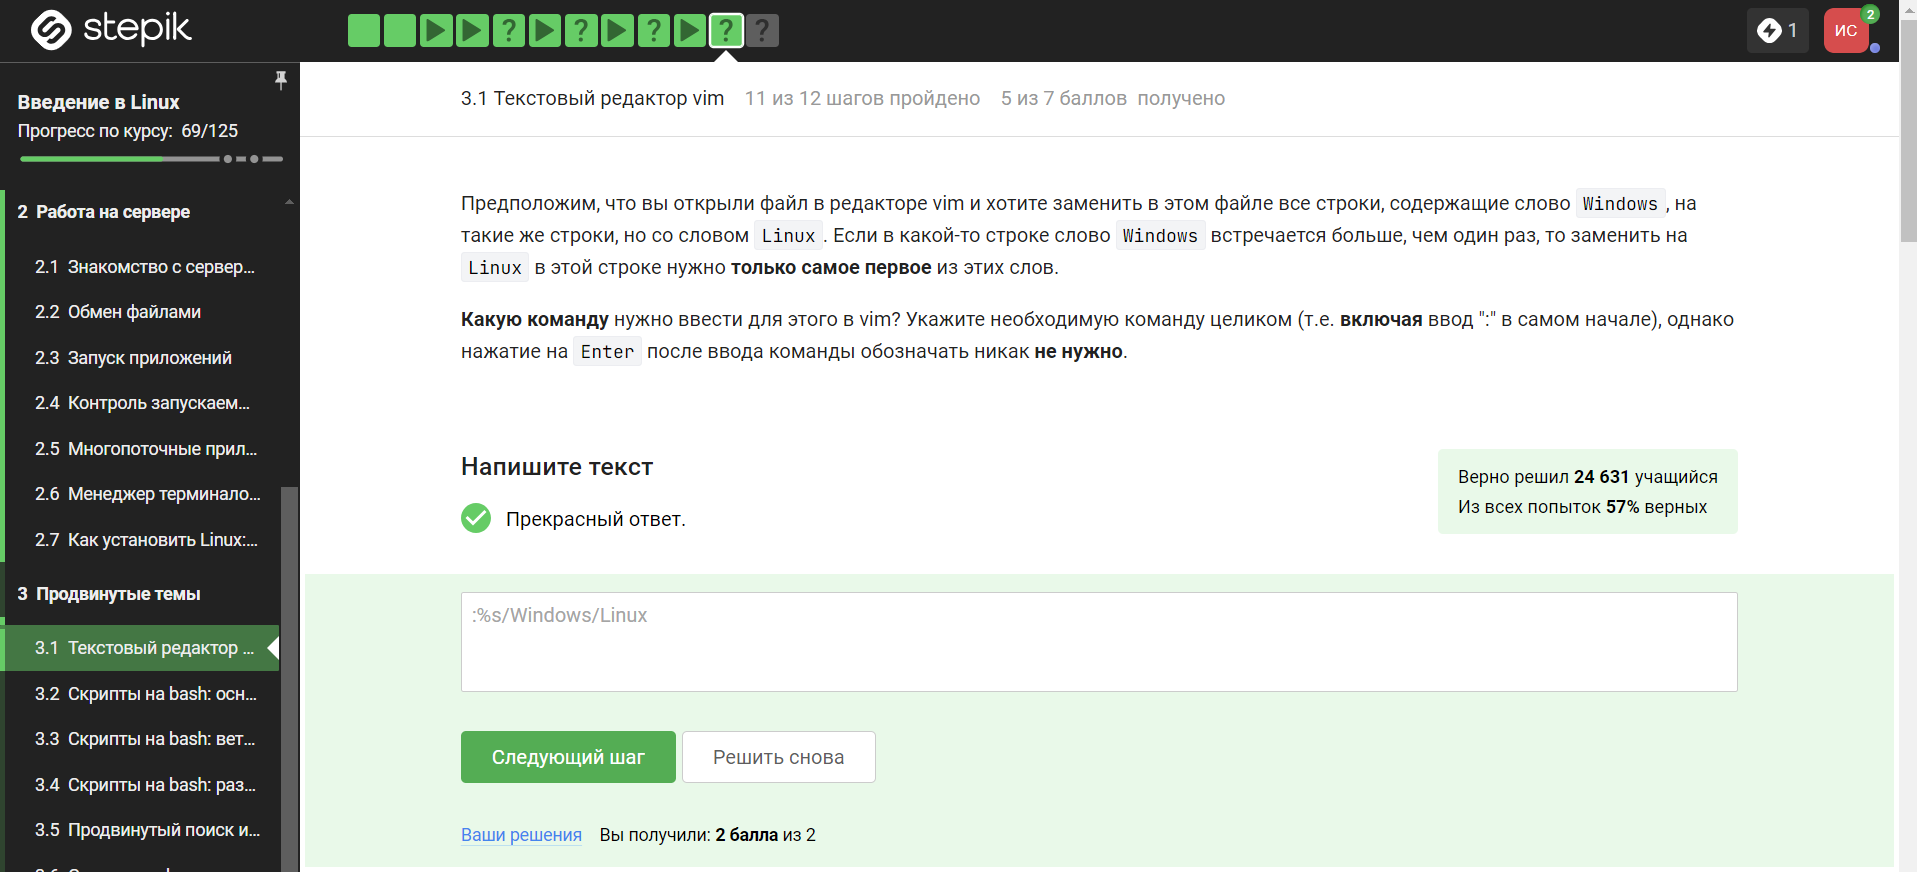 stepik
? ? ? ? ?
1
ИС
2
Введение в Linux
Прогресс по курсу: 69/125
2 Работа на сервере
2.1 Знакомство с сервер...
2.2 Обмен файлами
2.3 Запуск приложений
2.4 Контроль запускаем...
2.5 Многопоточные прил...
2.6 Менеджер терминало...
2.7 Как установить Linux:...
3 Продвинутые темы
3.1 Текстовый редактор ...
3.2 Скрипты на bash: осн...
3.3 Скрипты на bash: вет...
3.4 Скрипты на bash: раз...
3.5 Продвинутый поиск и...
3.1 Текстовый редактор vim 11 из 12 шагов пройдено 5 из 7 баллов получено
Предположим, что вы открыли файл в редакторе vim и хотите заменить в этом файле все строки, содержащие слово Windows, на
такие же строки, но со словом Linux. Если в какой-то строке слово Windows встречается больше, чем один раз, то заменить на
Linux в этой строке нужно только самое первое из этих слов.
Какую команду нужно ввести для этого в vim? Укажите необходимую команду целиком (т.е. включая ввод ":" в самом начале), однако
нажатие на Enter после ввода команды обозначать никак не нужно.
Напишите текст
Прекрасный ответ.
Верно решил 24 631 учащийся
Из всех попыток 57% верных
:%s/Windows/Linux
Следующий шаг
Решить снова
Ваши решения Вы получили: 2 балла из 2